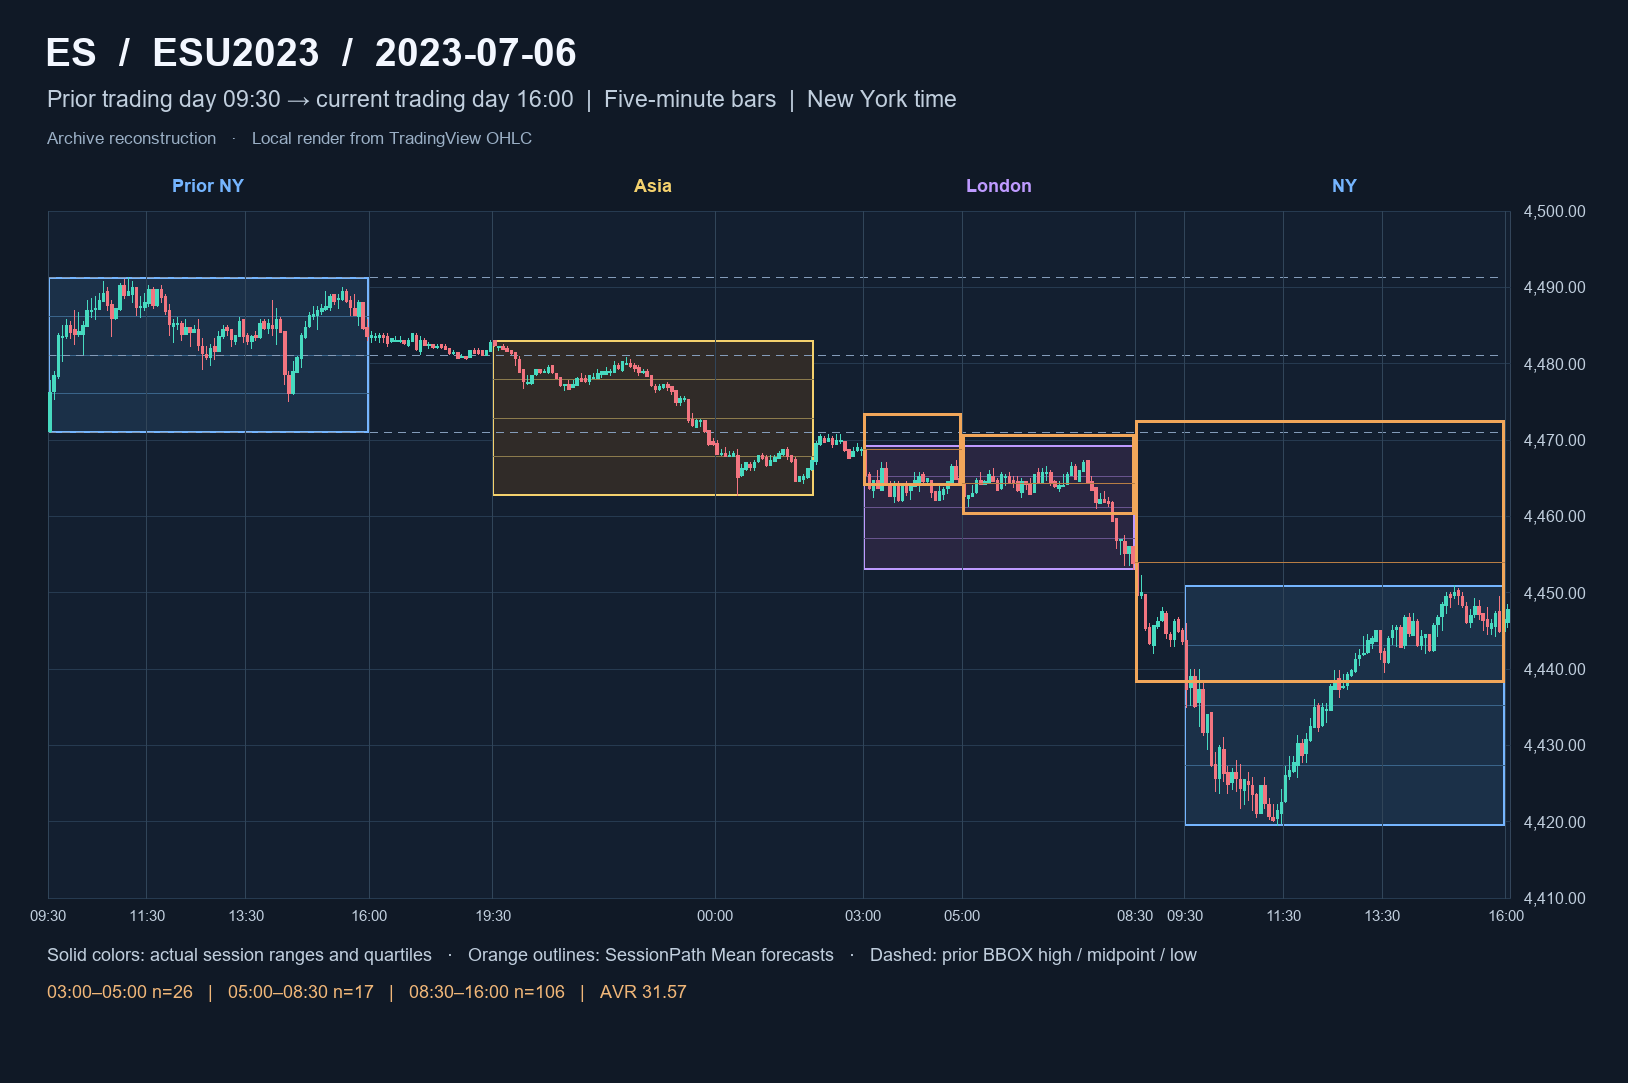 ES / ESU2023 / 2023-07-06
Prior trading day 09:30 → current trading day 16:00 | Five-minute bars | New York time
Archive reconstruction · Local render from TradingView OHLC
Prior NY Asia London NY
4,500.00
4,490.00
4,480.00
4,470.00
4,460.00
4,450.00
4,440.00
4,430.00
4,420.00
4,410.00
09:30 11:30 13:30 16:00 19:30 00:00 03:00 05:00 08:30 09:30 11:30 13:30 16:00
Solid colors: actual session ranges and quartiles · Orange outlines: SessionPath Mean forecasts · Dashed: prior BBOX high / midpoint / low
03:00–05:00 n=26 | 05:00–08:30 n=17 | 08:30–16:00 n=106 | AVR 31.57